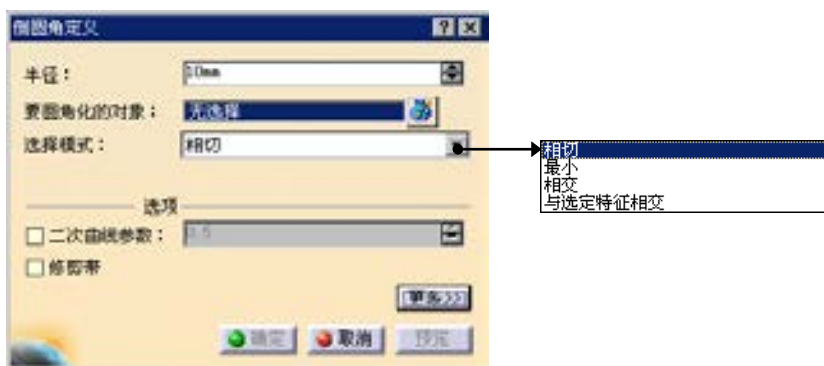 倒圆角定义
半径： 10mm
要圆角化的对象： 无选择
选择模式： 相切
选项
二次曲线参数： 0.5
修剪带
更多>>
确定 取消 预览
相切
最小
相交
与选定特征相交